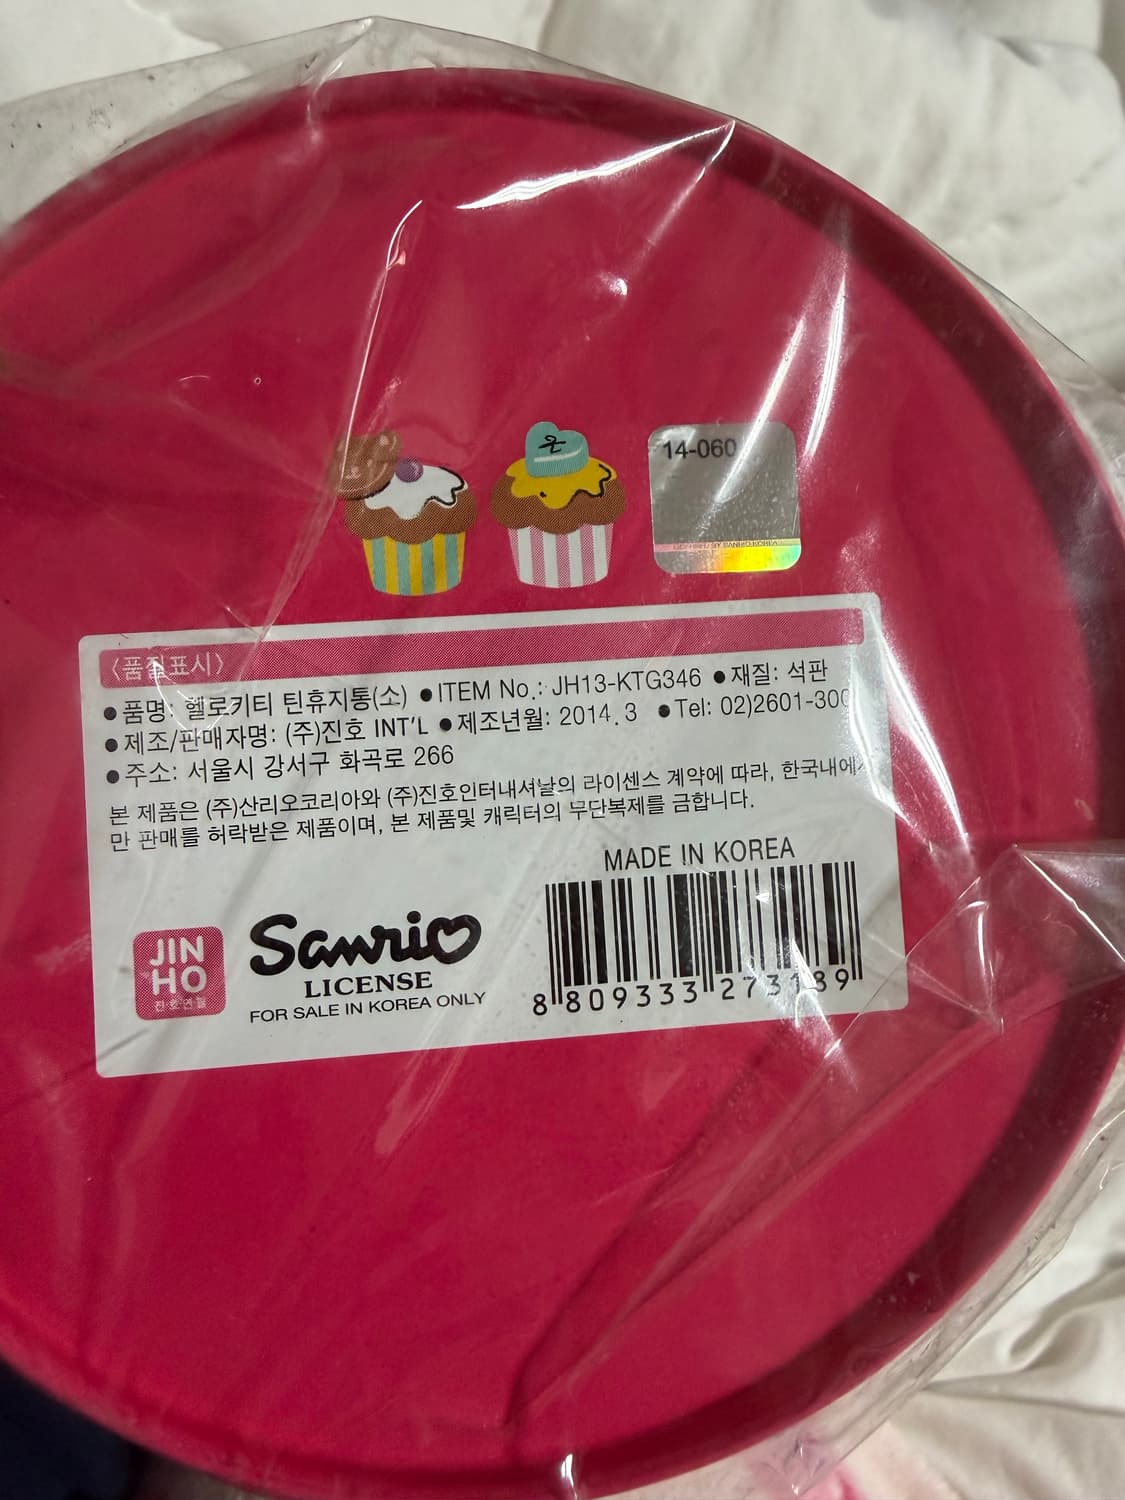 14-060
LICENSED BY SANRIO KOREA
<품질표시>
●품명: 헬로키티 틴휴지통(소) ●ITEM No.: JH13-KTG346 ●재질: 석판
●제조/판매자명: (주)진호 INT'L ●제조년월: 2014.3 ●Tel: 02)2601-300
●주소: 서울시 강서구 화곡로 266
본 제품은 (주)산리오코리아와 (주)진호인터내셔날의 라이센스 계약에 따라, 한국내에서
만 판매를 허락받은 제품이며, 본 제품및 캐릭터의 무단복제를 금합니다.
MADE IN KOREA
JIN
HO
Sanrio
LICENSE
FOR SALE IN KOREA ONLY
8 809333 273189